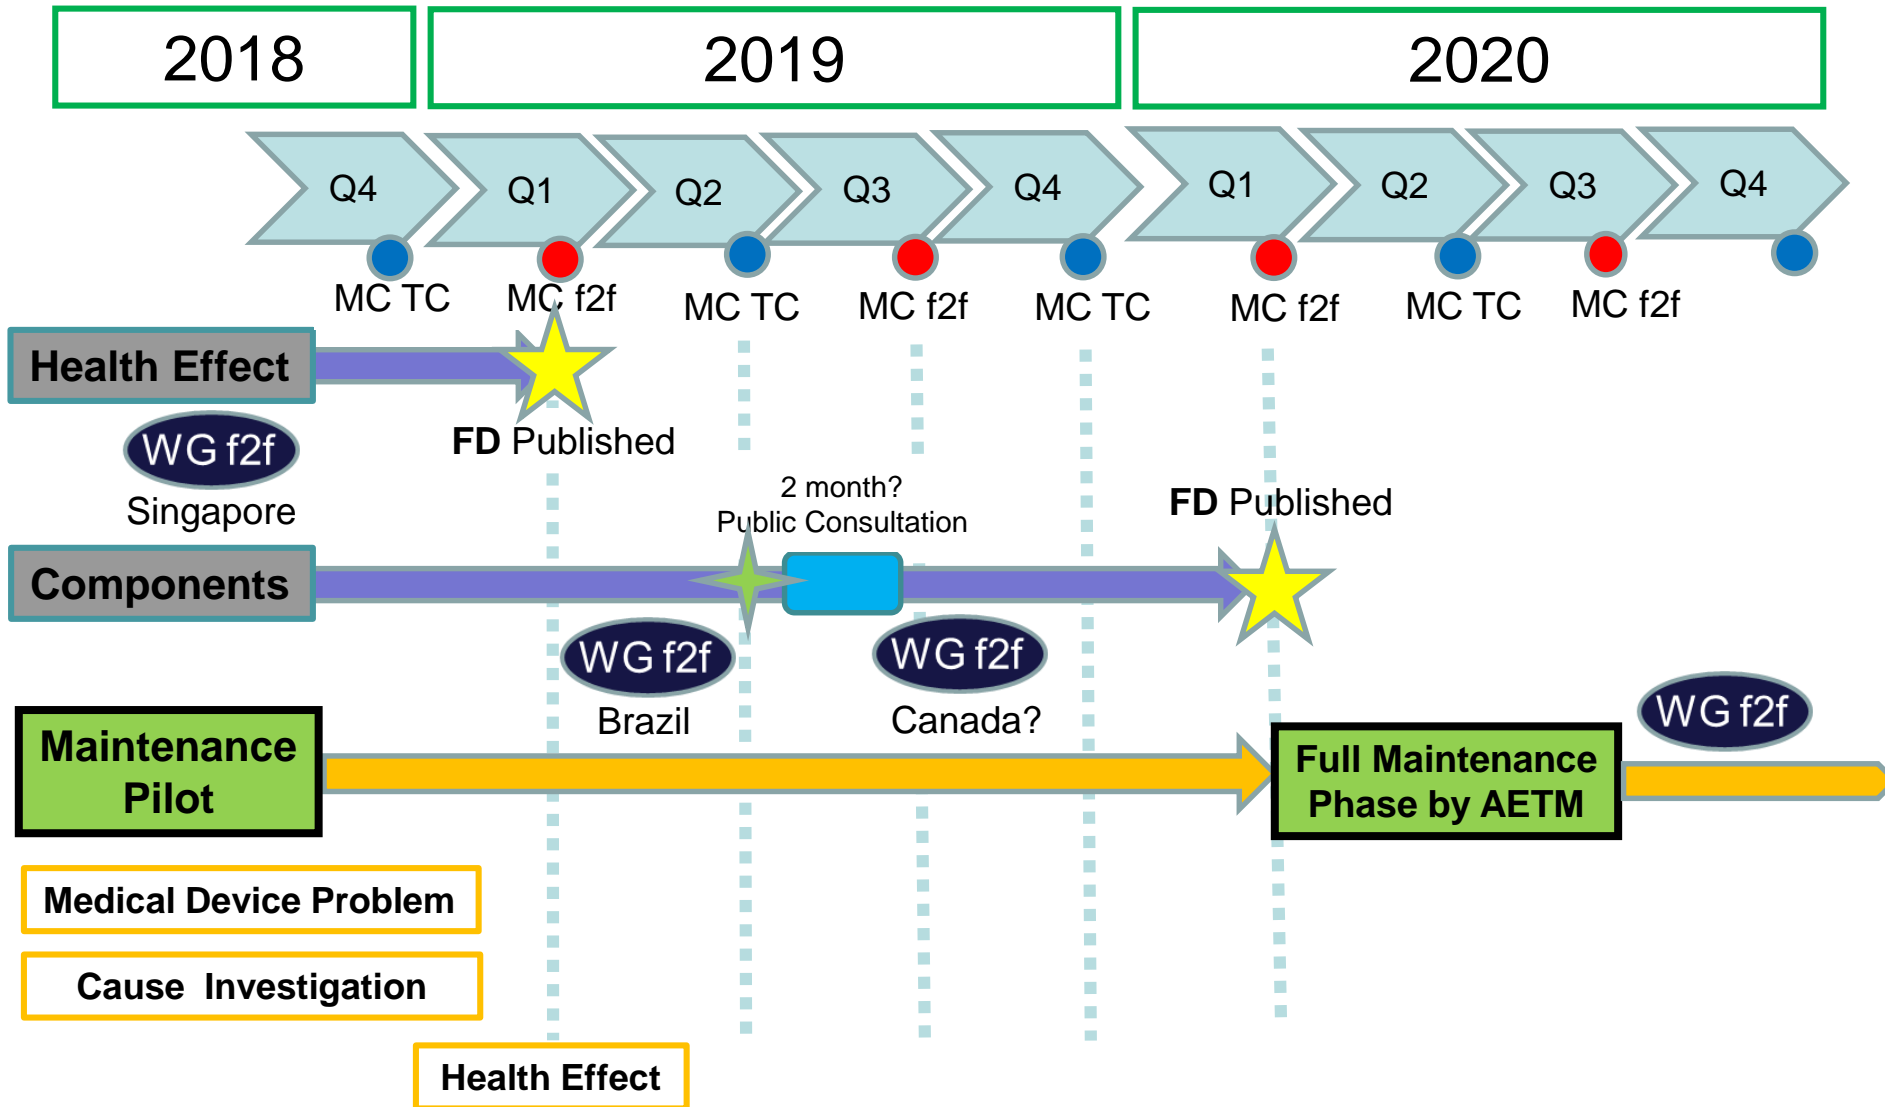 2018
2019
2020
Q4
Q1
Q2
Q3
Q4
Q1
Q2
Q3
Q4
MC TC
MC f2f
MC TC
MC f2f
MC TC
MC f2f
MC TC
MC f2f
Health Effect
FD Published
WG f2f
Singapore
2 month?
Public Consultation
FD Published
Components
WG f2f
Brazil
WG f2f
Canada?
WG f2f
Maintenance
Pilot
Full Maintenance
Phase by AETM
Medical Device Problem
Cause  Investigation
Health Effect